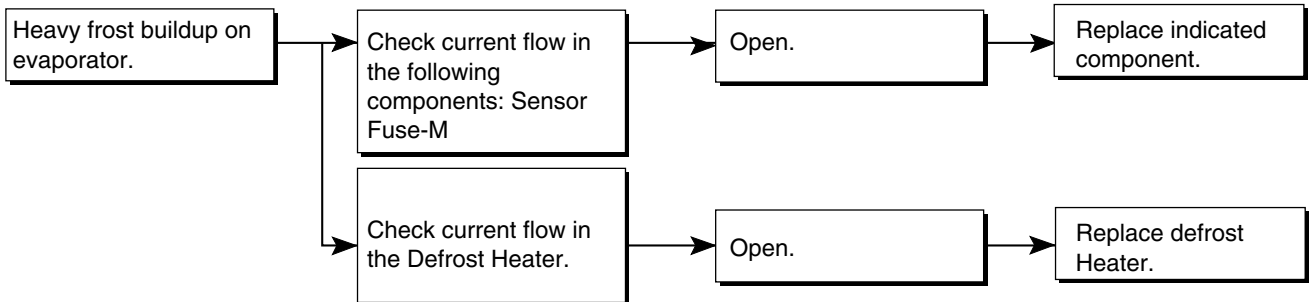 Heavy frost buildup on
evaporator.
Check current flow in
the following
components: Sensor
Fuse-M
Open.
Replace indicated
component.
Check current flow in
the Defrost Heater.
Open.
Replace defrost
Heater.